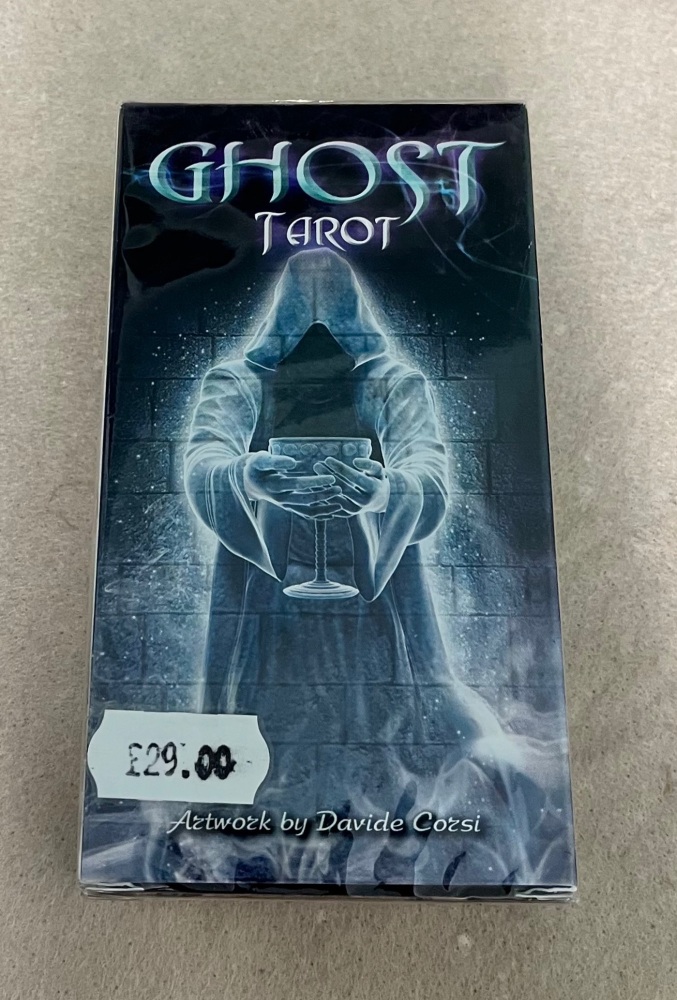 GHOST
TAROT
£29.00
Artwork by Davide Corsi